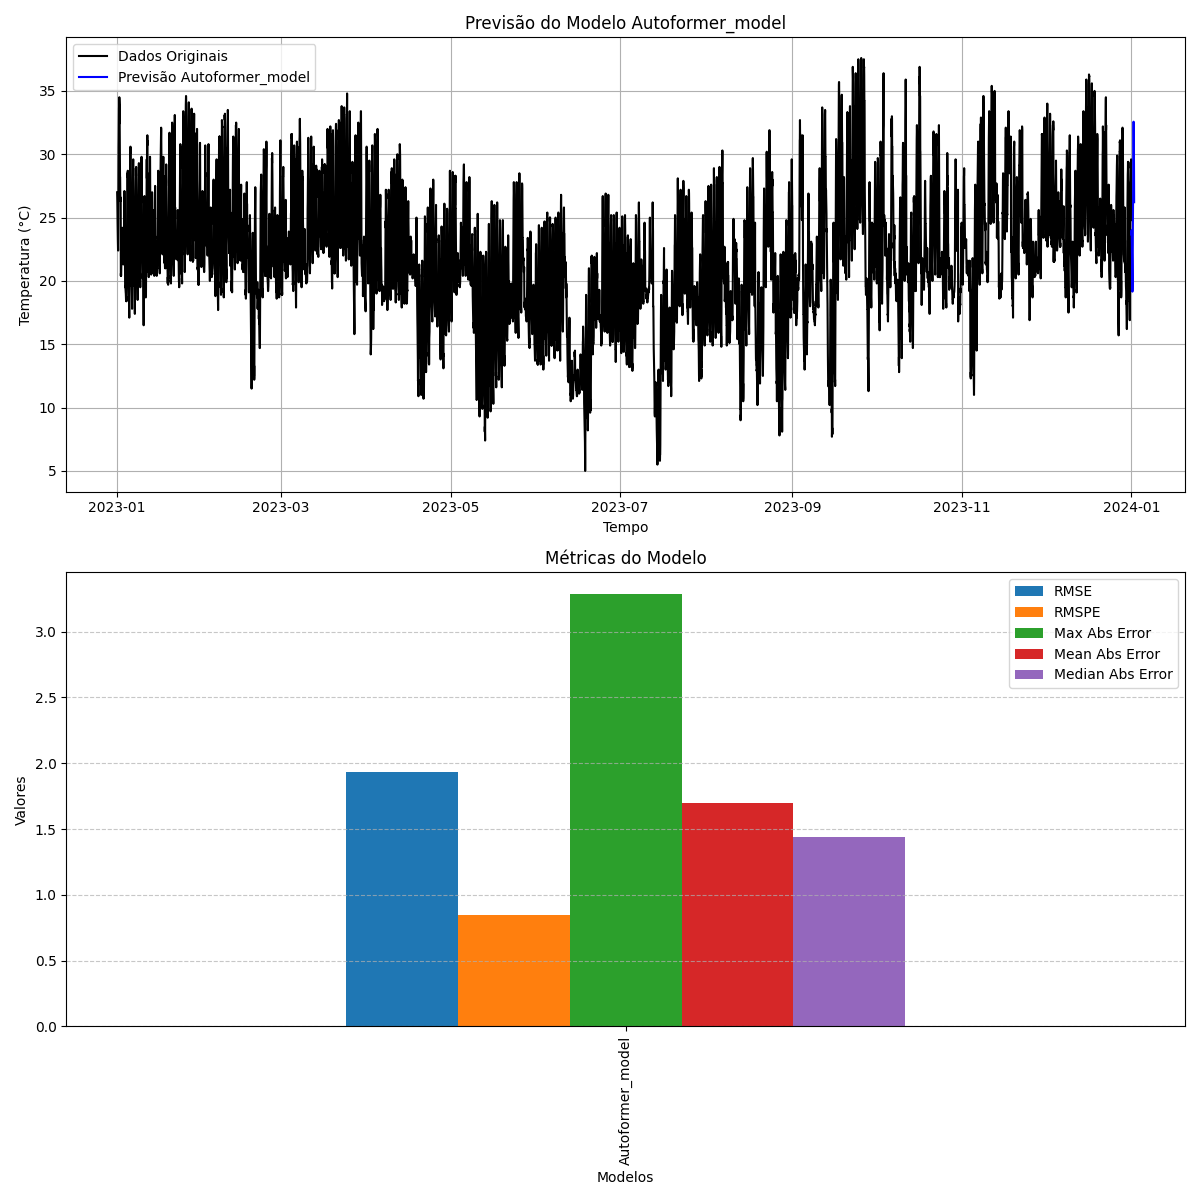 Previsão do Modelo Autoformer_model
Dados Originais
Previsão Autoformer_model
Temperatura (°C)
35
30
25
20
15
10
5
2023-01 2023-03 2023-05 2023-07 2023-09 2023-11 2024-01
Tempo
Métricas do Modelo
RMSE
RMSPE
Max Abs Error
Mean Abs Error
Median Abs Error
Valores
3.0
2.5
2.0
1.5
1.0
0.5
0.0
Autoformer_model
Modelos